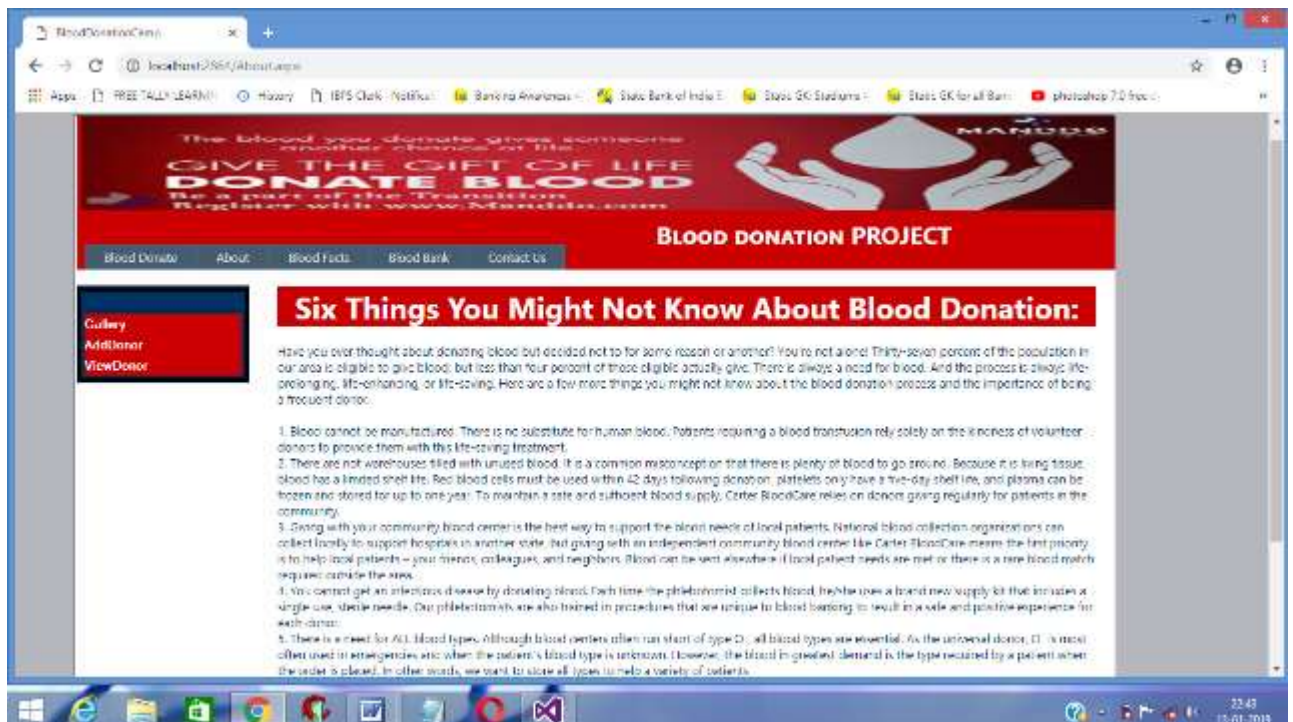 BloodDonationCamp
localhost:2864/About.aspx
Apps FREE TALLY LEARNI History IBPS Clerk Notificat Banking Awareness State Bank of India Static GK: Stadiums Static GK for all Ban photoshop 7.0 free
The blood you donate gives someone
another chance of life
GIVE THE GIFT OF LIFE
DONATE BLOOD
Be a part of the Transition
Register with www.Manddo.com
MANDDO
BLOOD DONATION PROJECT
Blood Donate About Blood Facts Blood Bank Contact Us
Gallery
AddDonor
ViewDonor
Six Things You Might Not Know About Blood Donation:
Have you ever thought about donating blood but decided not to for some reason or another? You're not alone! Thirty-seven percent of the population in
our area is eligible to give blood, but less than four percent of those eligible actually give. There is always a need for blood. And the process is always life-
prolonging, life-enhancing, or life-saving. Here are a few more things you might not know about the blood donation process and the importance of being
a frequent donor.
1. Blood cannot be manufactured. There is no substitute for human blood. Patients requiring a blood transfusion rely solely on the kindness of volunteer
donors to provide them with this life-saving treatment.
2. There are not warehouses filled with unused blood. It is a common misconception that there is plenty of blood to go around. Because it is living tissue,
blood has a limited shelf life. Red blood cells must be used within 42 days following donation, platelets only have a five-day shelf life, and plasma can be
frozen and stored for up to one year. To maintain a safe and sufficient blood supply, Carter BloodCare relies on donors giving regularly for patients in the
community.
3. Giving with your community blood center is the best way to support the blood needs of local patients. National blood collection organizations can
collect locally to support hospitals in another state, but giving with an independent community blood center like Carter BloodCare means the first priority
is to help local patients – your friends, colleagues, and neighbors. Blood can be sent elsewhere if local patient needs are met or there is a rare blood match
required outside the area.
4. You cannot get an infectious disease by donating blood. Each time the phlebotomist collects blood, he/she uses a brand new supply kit that includes a
single use, sterile needle. Our phlebotomists are also trained in procedures that are unique to blood banking to result in a safe and positive experience for
each donor.
5. There is a need for ALL blood types. Although blood centers often run short of type O-, all blood types are essential. As the universal donor, O- is most
often used in emergencies and when the patient's blood type is unknown. However, the blood in greatest demand is the type required by a patient when
the order is placed. In other words, we want to store all types to help a variety of patients.
22:43